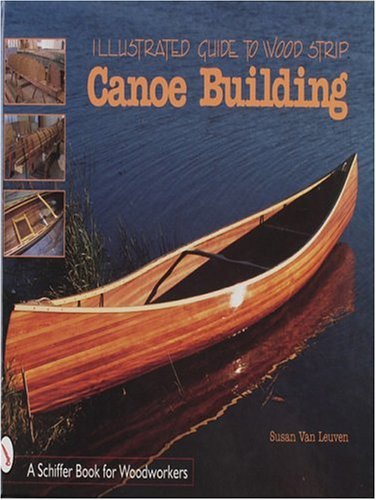 ILLUSTRATED GUIDE TO WOOD STRIP
Canoe Building
Susan Van Leuven
A Schiffer Book for Woodworkers